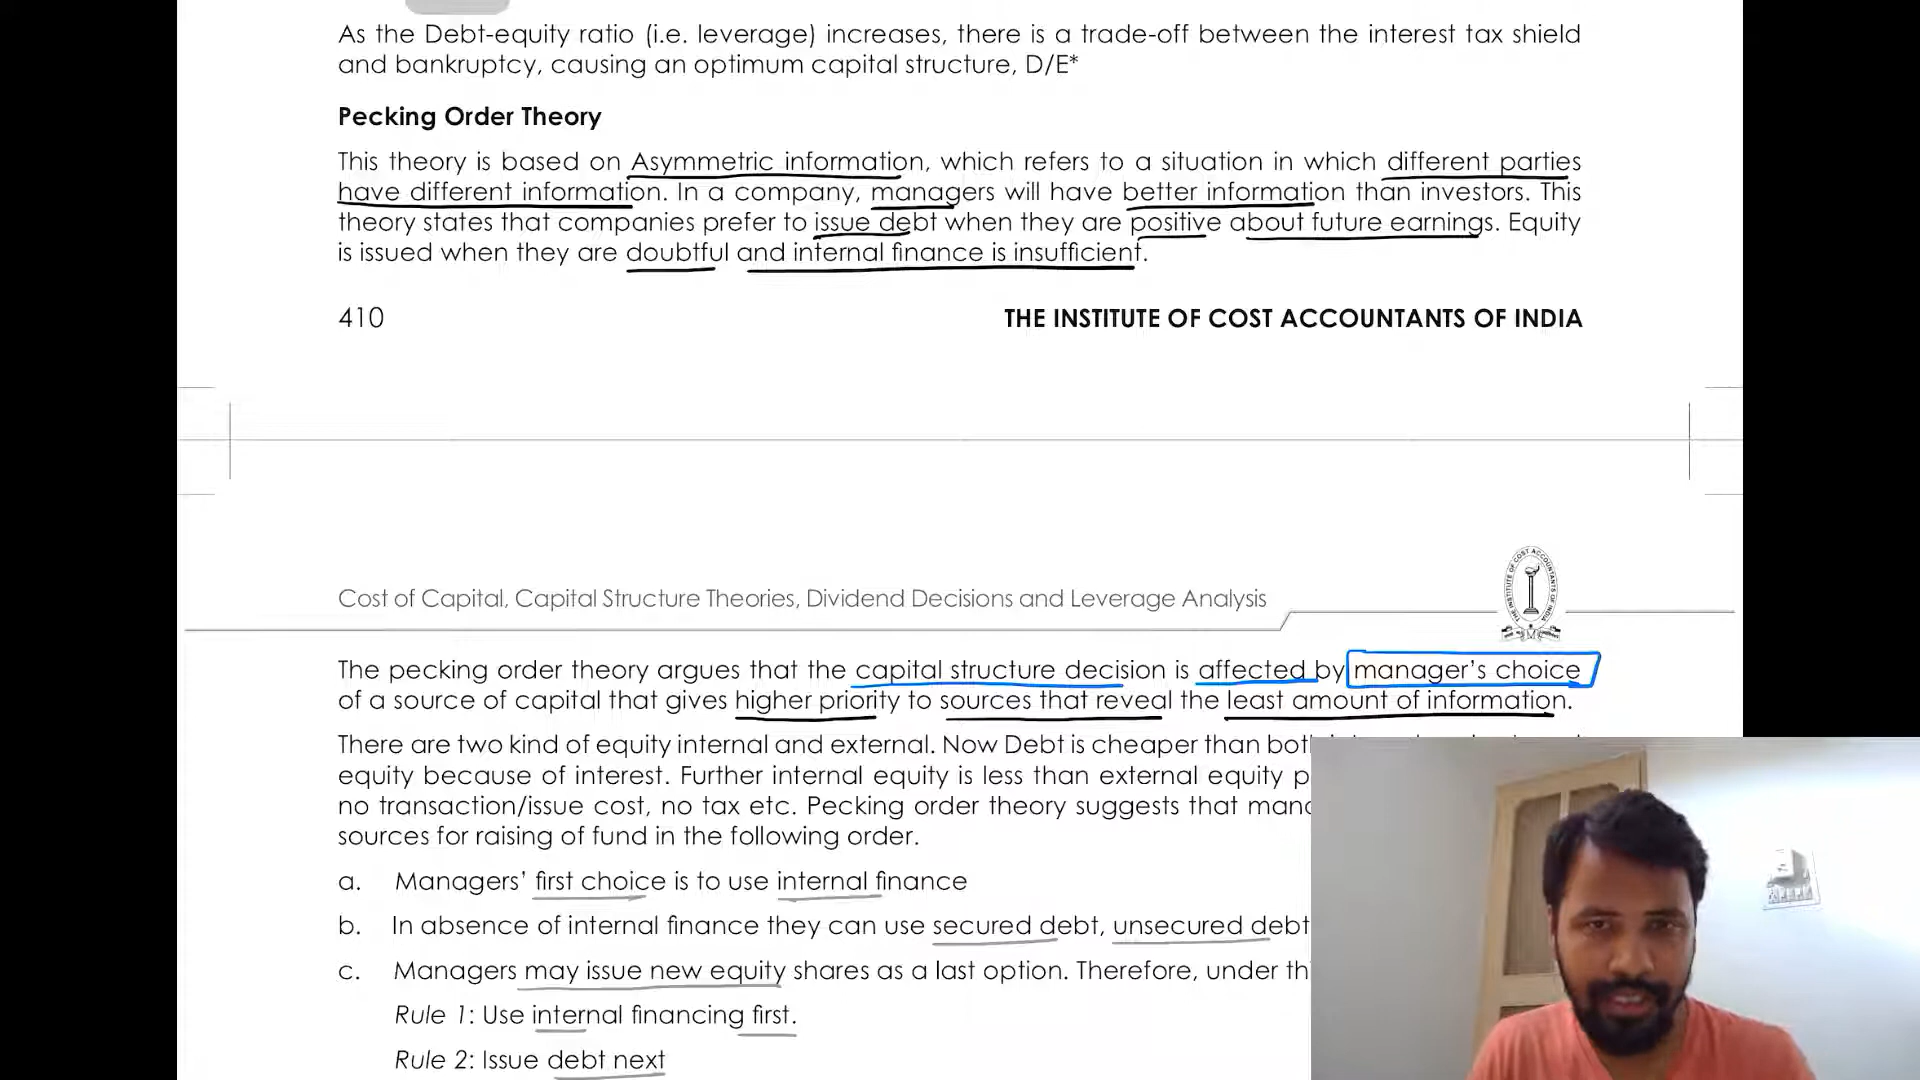 As the Debt-equity ratio (i.e. leverage) increases, there is a trade-off between the interest tax shield
and bankruptcy, causing an optimum capital structure, D/E*
Pecking Order Theory
This theory is based on Asymmetric information, which refers to a situation in which different parties
have different information. In a company, managers will have better information than investors. This
theory states that companies prefer to issue debt when they are positive about future earnings. Equity
is issued when they are doubtful and internal finance is insufficient.
410
THE INSTITUTE OF COST ACCOUNTANTS OF INDIA
Cost of Capital, Capital Structure Theories, Dividend Decisions and Leverage Analysis
The pecking order theory argues that the capital structure decision is affected by manager's choice
of a source of capital that gives higher priority to sources that reveal the least amount of information.
There are two kind of equity internal and external. Now Debt is cheaper than both
equity because of interest. Further internal equity is less than external equity
no transaction/issue cost, no tax etc. Pecking order theory suggests that
sources for raising of fund in the following order.
a. Managers' first choice is to use internal finance
b. In absence of internal finance they can use secured debt, unsecured debt
c. Managers may issue new equity shares as a last option. Therefore, under
Rule 1: Use internal financing first.
Rule 2: Issue debt next